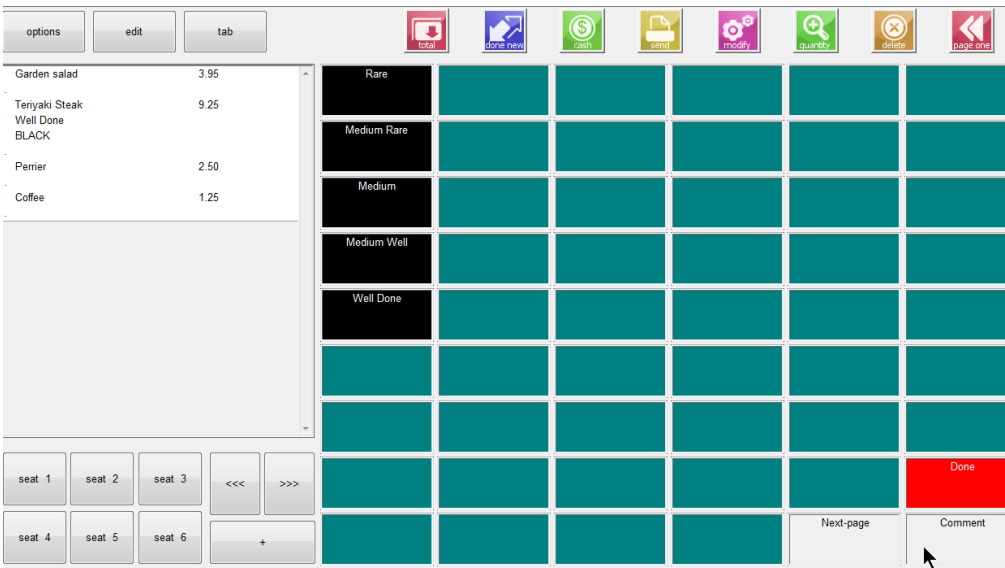 options edit tab
total done new cash send modify quantity delete page one
Garden salad 3.95
Teriyaki Steak 9.25
Well Done
BLACK
Perrier 2.50
Coffee 1.25
Rare
Medium Rare
Medium
Medium Well
Well Done
Done
Next-page Comment
seat 1 seat 2 seat 3 <<< >>>
seat 4 seat 5 seat 6 +